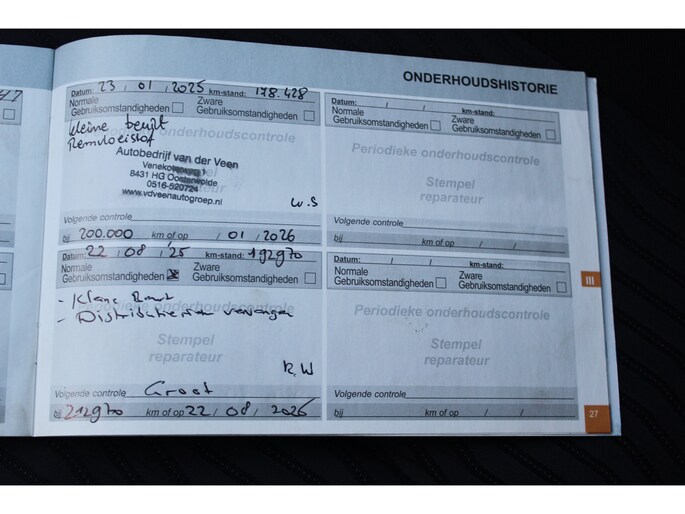 ONDERHOUDSHISTORIE
Datum: 23 / 01 / 2025 km-stand: 178.428
Normale
Gebruiksomstandigheden
Zware
Gebruiksomstandigheden
kleine beurt
Remvloeistof
onderhoudscontrole
Autobedrijf van der Veen
8431 HG Oosterwolde
0516-520724
www.vdveenautogroep.nl
W.S
Volgende controle
bij 200.000 km of op / 01 / 2026
Datum: 22 / 08 / '25 km-stand: 192970
Normale
Gebruiksomstandigheden
Zware
Gebruiksomstandigheden
- Kleine Beurt
- Distributieriem vervangen
onderhoudscontrole
Stempel
reparateur
R.W
Volgende controle Groot
bij 212970 km of op 22 / 08 / 2026
Datum: / / km-stand:
Normale
Gebruiksomstandigheden
Zware
Gebruiksomstandigheden
Periodieke onderhoudscontrole
Stempel
reparateur
Volgende controle
bij km of op / /
Datum: / / km-stand:
Normale
Gebruiksomstandigheden
Zware
Gebruiksomstandigheden
Periodieke onderhoudscontrole
Stempel
reparateur
Volgende controle
bij km of op / /
III
27